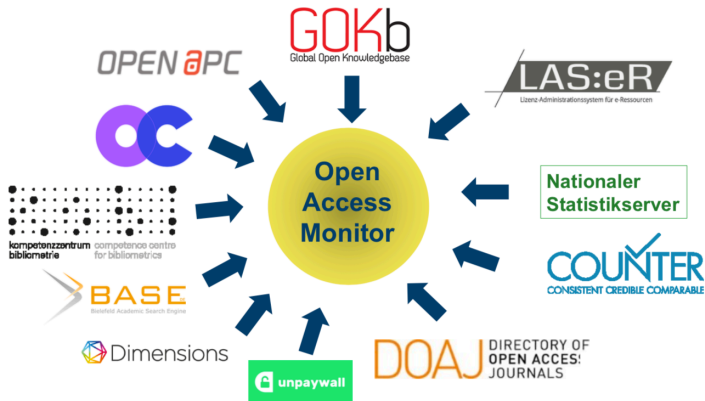 GOKb
Global Open Knowledgebase
OPEN APC
LAS:eR
Lizenz-Administrationssystem für e-Ressourcen
OC
Open
Access
Monitor
Nationaler
Statistikserver
kompetenzzentrum competence centre
bibliometrie for bibliometrics
COUNTER
CONSISTENT CREDIBLE COMPARABLE
BASE
Bielefeld Academic Search Engine
Dimensions
unpaywall
DOAJ
DIRECTORY OF
OPEN ACCESS
JOURNALS